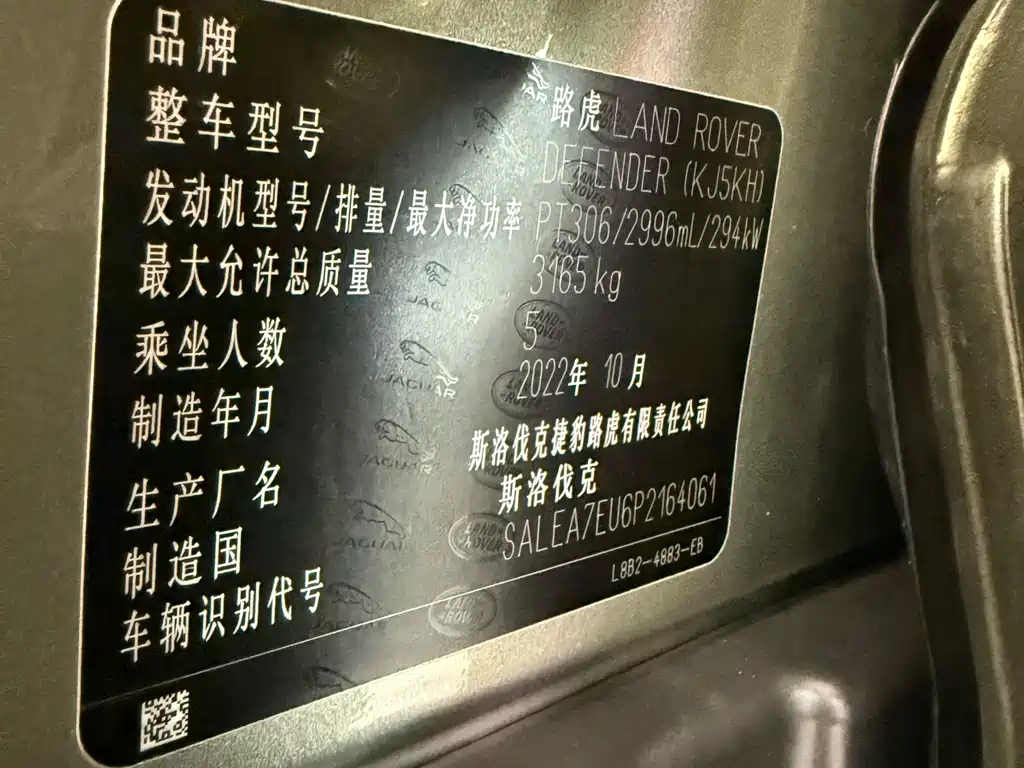 品牌 路虎 LAND ROVER
整车型号 DEFENDER (KJ5KH)
发动机型号/排量/最大净功率 PT306/2996mL/294kW
最大允许总质量 3165 kg
乘坐人数 5
制造年月 2022年 10月
生产厂名 斯洛伐克捷豹路虎有限责任公司
制造国 斯洛伐克
车辆识别代号 SALEA7EU6P2164061
L8B2-4883-EB